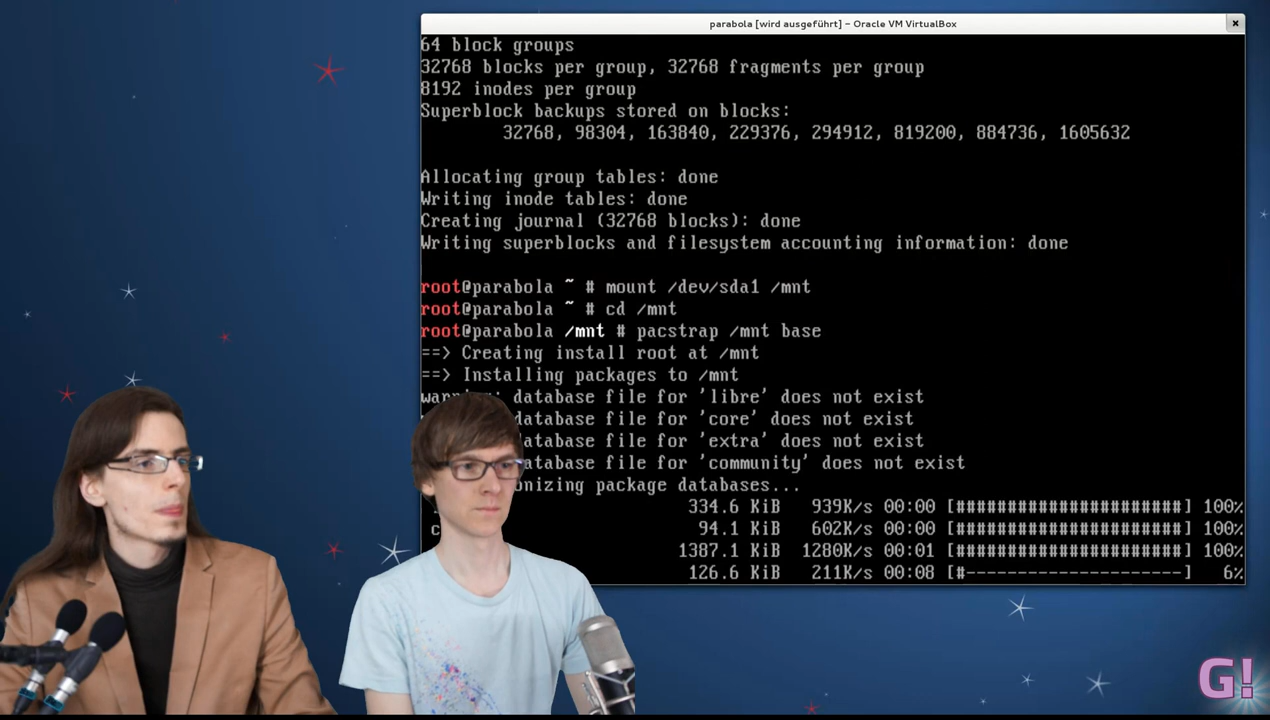 parabola [wird ausgeführt] – Oracle VM VirtualBox
64 block groups
32768 blocks per group, 32768 fragments per group
8192 inodes per group
Superblock backups stored on blocks:
32768, 98304, 163840, 229376, 294912, 819200, 884736, 1605632
Allocating group tables: done
Writing inode tables: done
Creating journal (32768 blocks): done
Writing superblocks and filesystem accounting information: done
root@parabola ~ # mount /dev/sda1 /mnt
root@parabola ~ # cd /mnt
root@parabola /mnt # pacstrap /mnt base
==> Creating install root at /mnt
==> Installing packages to /mnt
database file for 'libre' does not exist
database file for 'core' does not exist
database file for 'extra' does not exist
database file for 'community' does not exist
package databases...
334.6 KiB 939K/s 00:00 [######################] 100%
94.1 KiB 602K/s 00:00 [######################] 100%
1387.1 KiB 1280K/s 00:01 [######################] 100%
126.6 KiB 211K/s 00:08 [#---------------------] 6%
G!